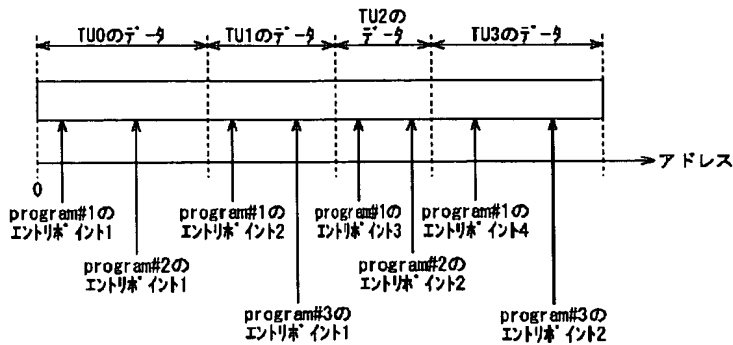 TU0のデータ
TU1のデータ
TU2の
データ
TU3のデータ
アドレス
0
program#1の
エントリポイント1
program#1の
エントリポイント2
program#1の
エントリポイント3
program#1の
エントリポイント4
program#2の
エントリポイント1
program#2の
エントリポイント2
program#3の
エントリポイント1
program#3の
エントリポイント2